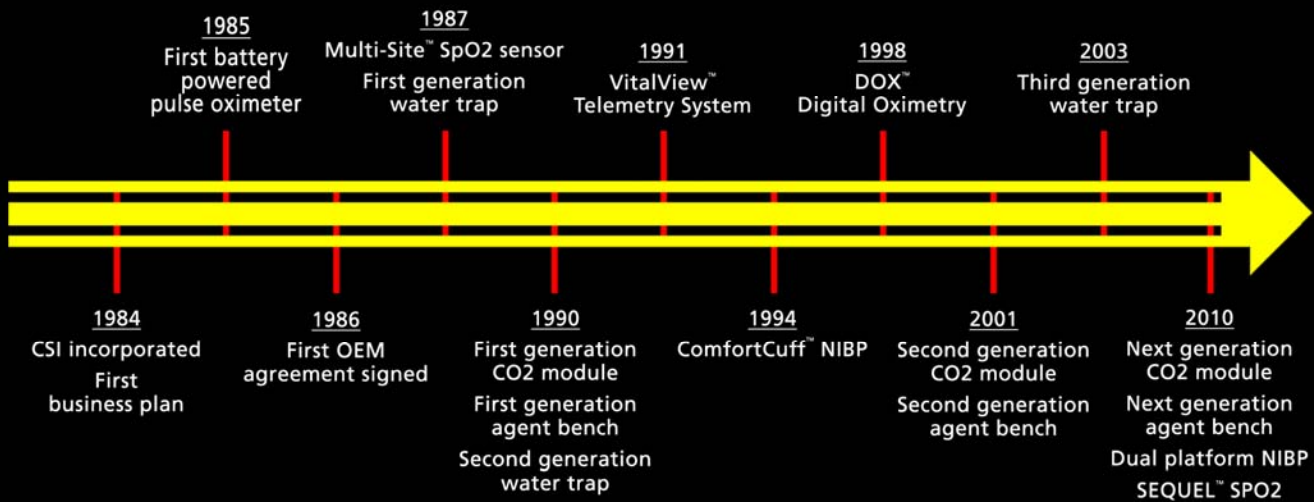 1985
First battery
powered
pulse oximeter
1987
Multi-Site™ SpO2 sensor
First generation
water trap
1991
VitalView™
Telemetry System
1998
DOX™
Digital Oximetry
2003
Third generation
water trap
1984
CSI incorporated
First
business plan
1986
First OEM
agreement signed
1990
First generation
CO2 module
First generation
agent bench
Second generation
water trap
1994
ComfortCuff™ NIBP
2001
Second generation
CO2 module
Second generation
agent bench
2010
Next generation
CO2 module
Next generation
agent bench
Dual platform NIBP
SEQUEL™ SPO2